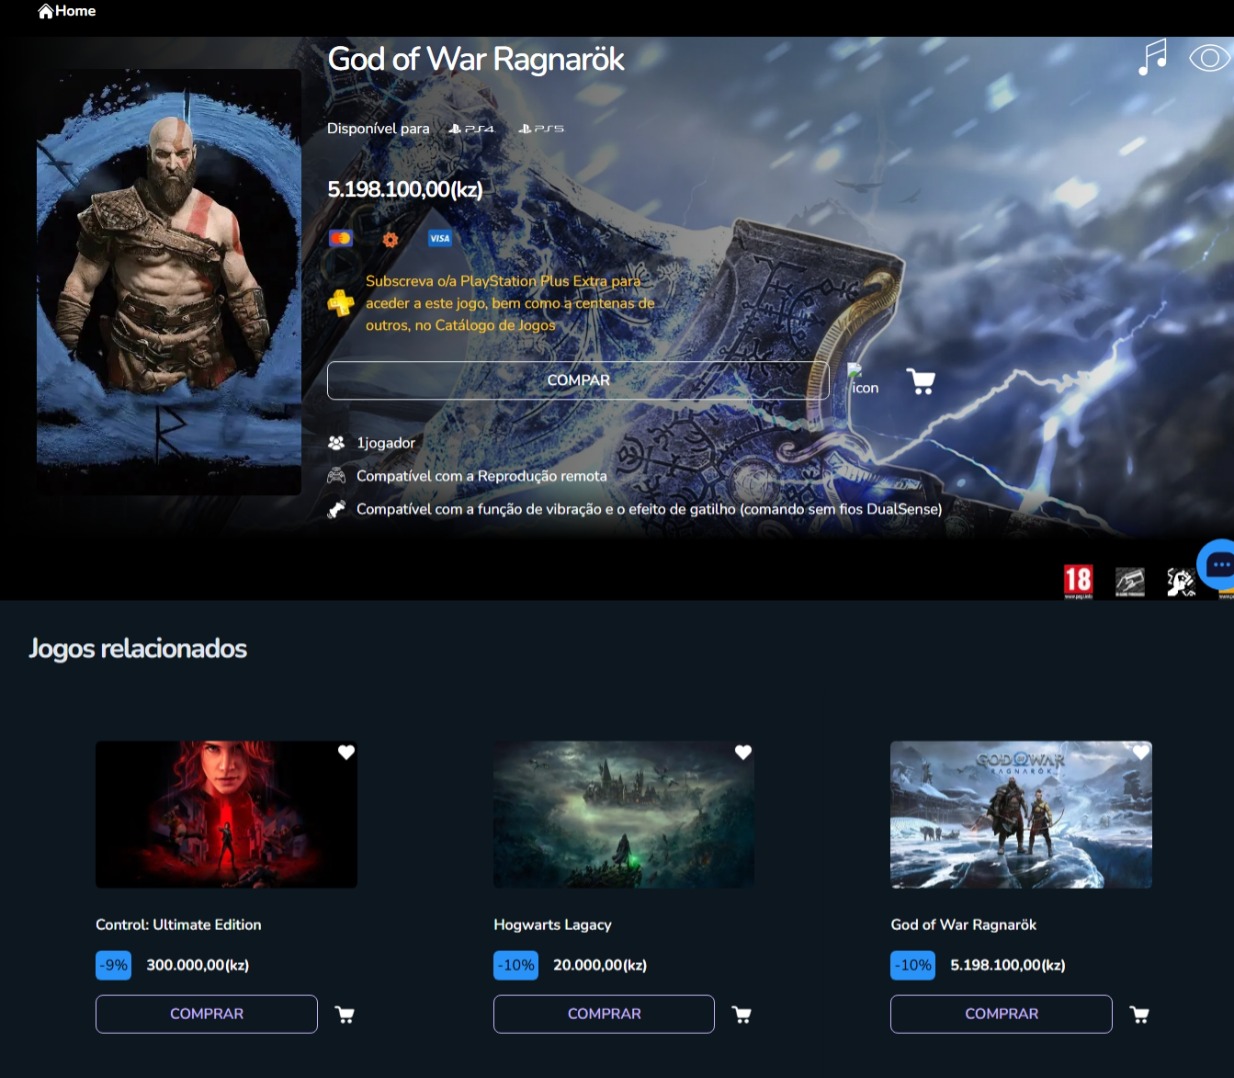 Home
God of War Ragnarök
Disponível para PS4 PS5
5.198.100,00(kz)
VISA
Subscreva o/a PlayStation Plus Extra para
aceder a este jogo, bem como a centenas de
outros, no Catálogo de Jogos
COMPAR
icon
1jogador
Compatível com a Reprodução remota
Compatível com a função de vibração e o efeito de gatilho (comando sem fios DualSense)
18
Jogos relacionados
GOD OF WAR
RAGNARÖK
Control: Ultimate Edition
Hogwarts Lagacy
God of War Ragnarök
-9% 300.000,00(kz)
-10% 20.000,00(kz)
-10% 5.198.100,00(kz)
COMPRAR
COMPRAR
COMPRAR